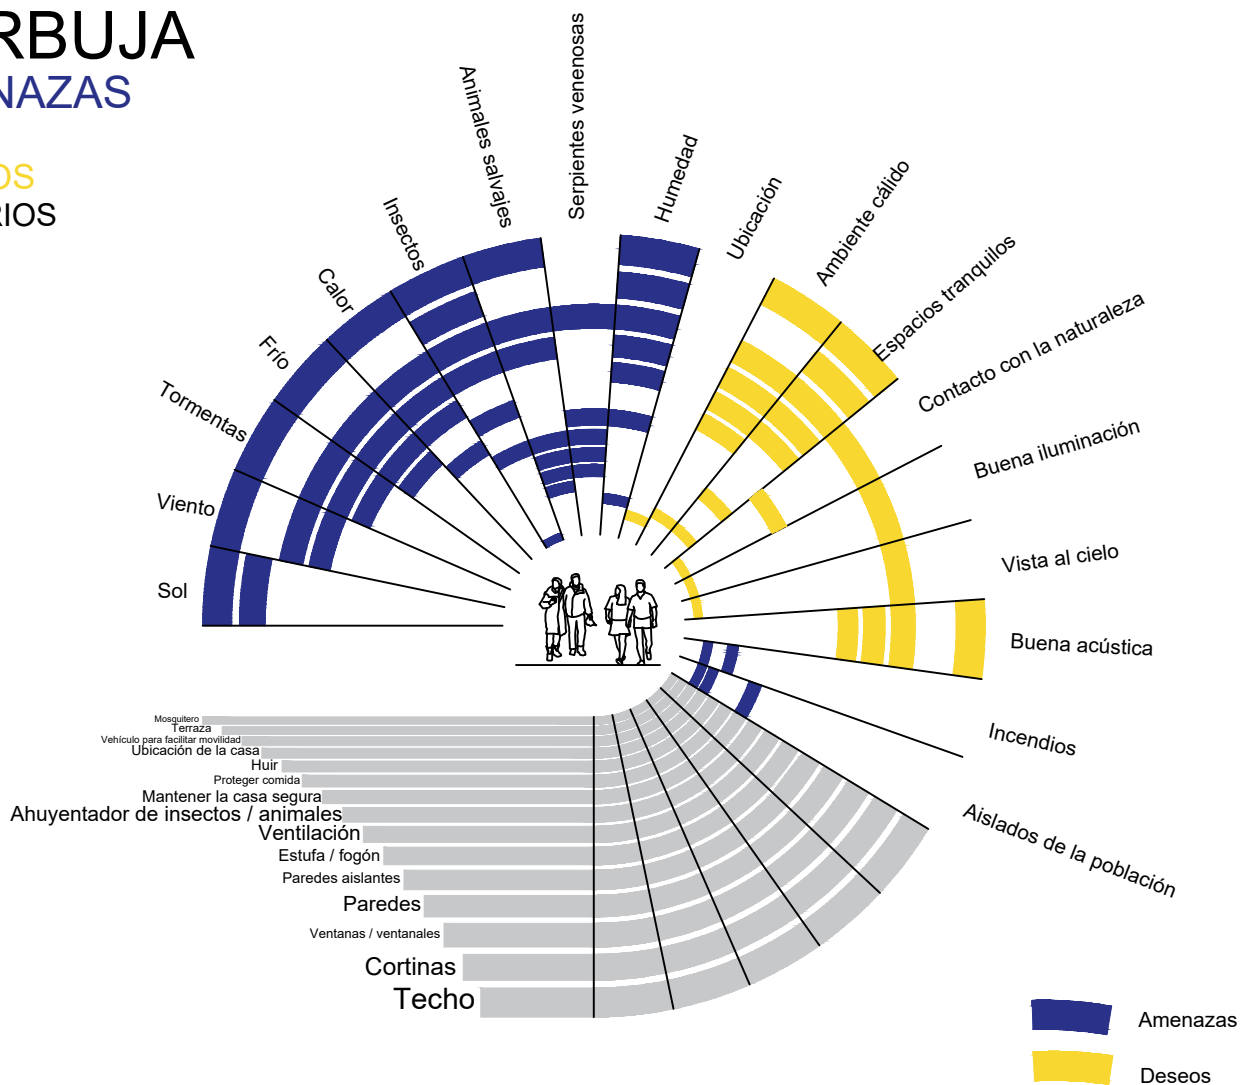 RBUJA
NAZAS
OS
RIOS
Sol
Viento
Tormentas
Frío
Calor
Insectos
Animales salvajes
Serpientes venenosas
Humedad
Ubicación
Ambiente cálido
Espacios tranquilos
Contacto con la naturaleza
Buena iluminación
Vista al cielo
Buena acústica
Incendios
Aislados de la población
Mosquitero
Terraza
Vehículo para facilitar movilidad
Ubicación de la casa
Huir
Proteger comida
Mantener la casa segura
Ahuyentador de insectos / animales
Ventilación
Estufa / fogón
Paredes aislantes
Paredes
Ventanas / ventanales
Cortinas
Techo
Amenazas
Deseos